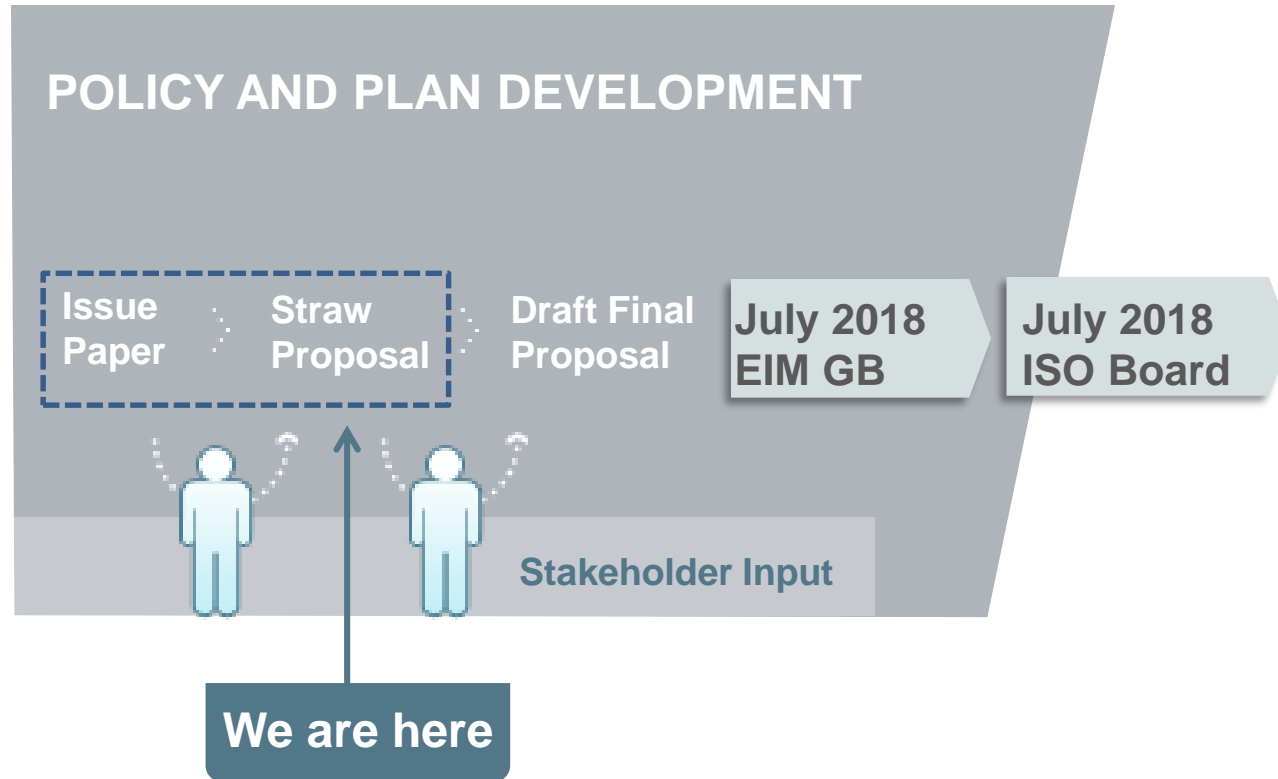 POLICY AND PLAN DEVELOPMENT
Issue
Paper
Straw
Proposal
Draft Final
Proposal
July 2018
EIM GB
July 2018
ISO Board
Stakeholder Input
We are here